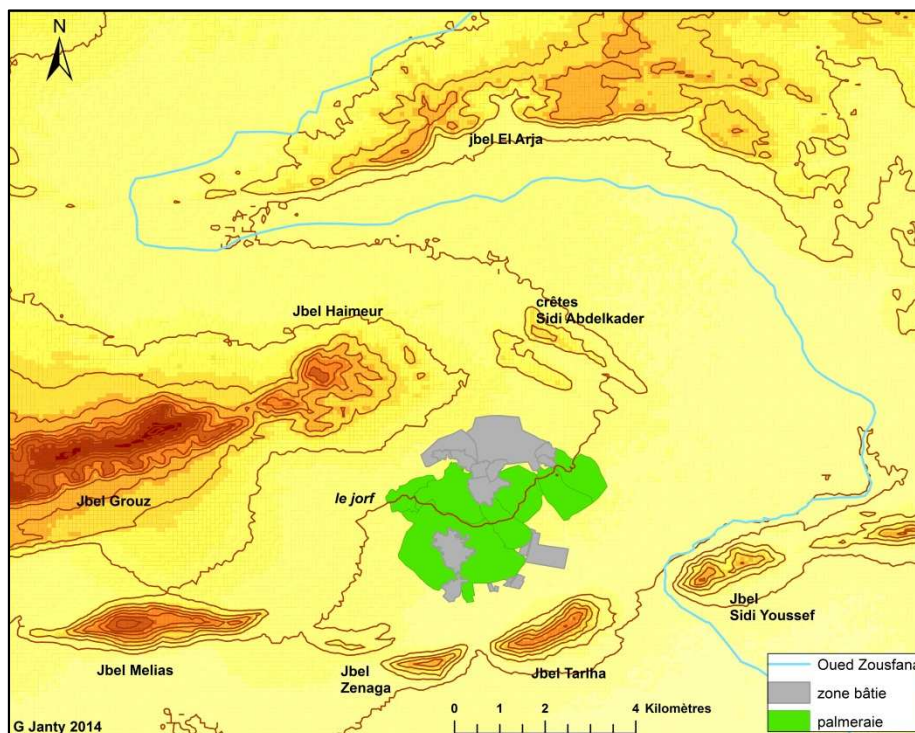 N
jbel El Arja
Jbel Haimeur
crêtes
Sidi Abdelkader
Jbel Grouz
le jorf
Jbel
Sidi Youssef
Jbel Melias
Jbel
Zenaga
Jbel Tarlha
Oued Zousfana
zone bâtie
palmeraie
0 1 2 4 Kilomètres
G Janty 2014